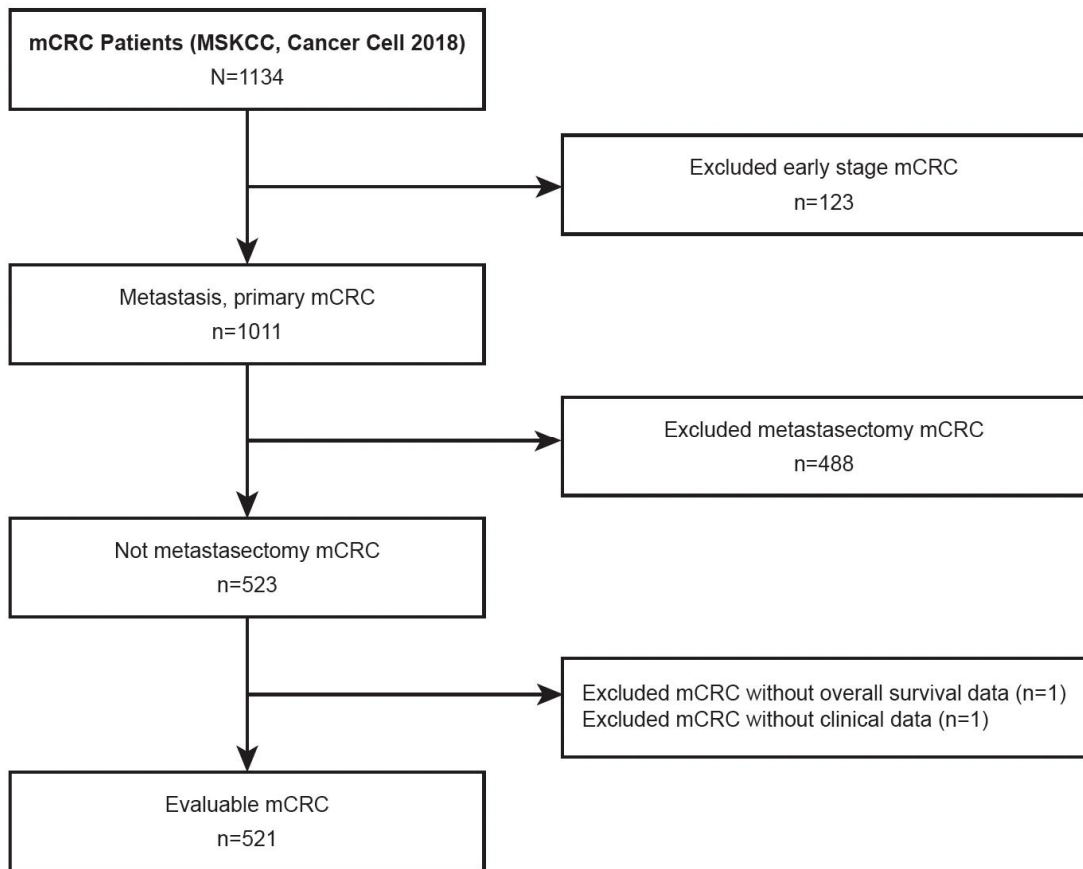 mCRC Patients (MSKCC, Cancer Cell 2018)
N=1134
Excluded early stage mCRC
n=123
Metastasis, primary mCRC
n=1011
Excluded metastasectomy mCRC
n=488
Not metastasectomy mCRC
n=523
Excluded mCRC without overall survival data (n=1)
Excluded mCRC without clinical data (n=1)
Evaluable mCRC
n=521